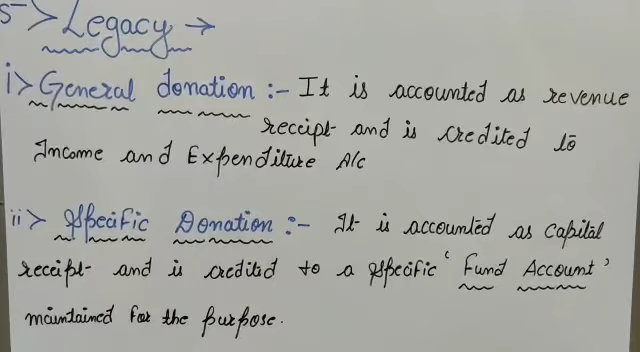 5 > Legacy →
i> General donation :- It is accounted as revenue
receipt and is credited to
Income and Expenditure A/c
ii> Specific Donation :- It is accounted as capital
receipt and is credited to a specific 'Fund Account'
maintained for the purpose.